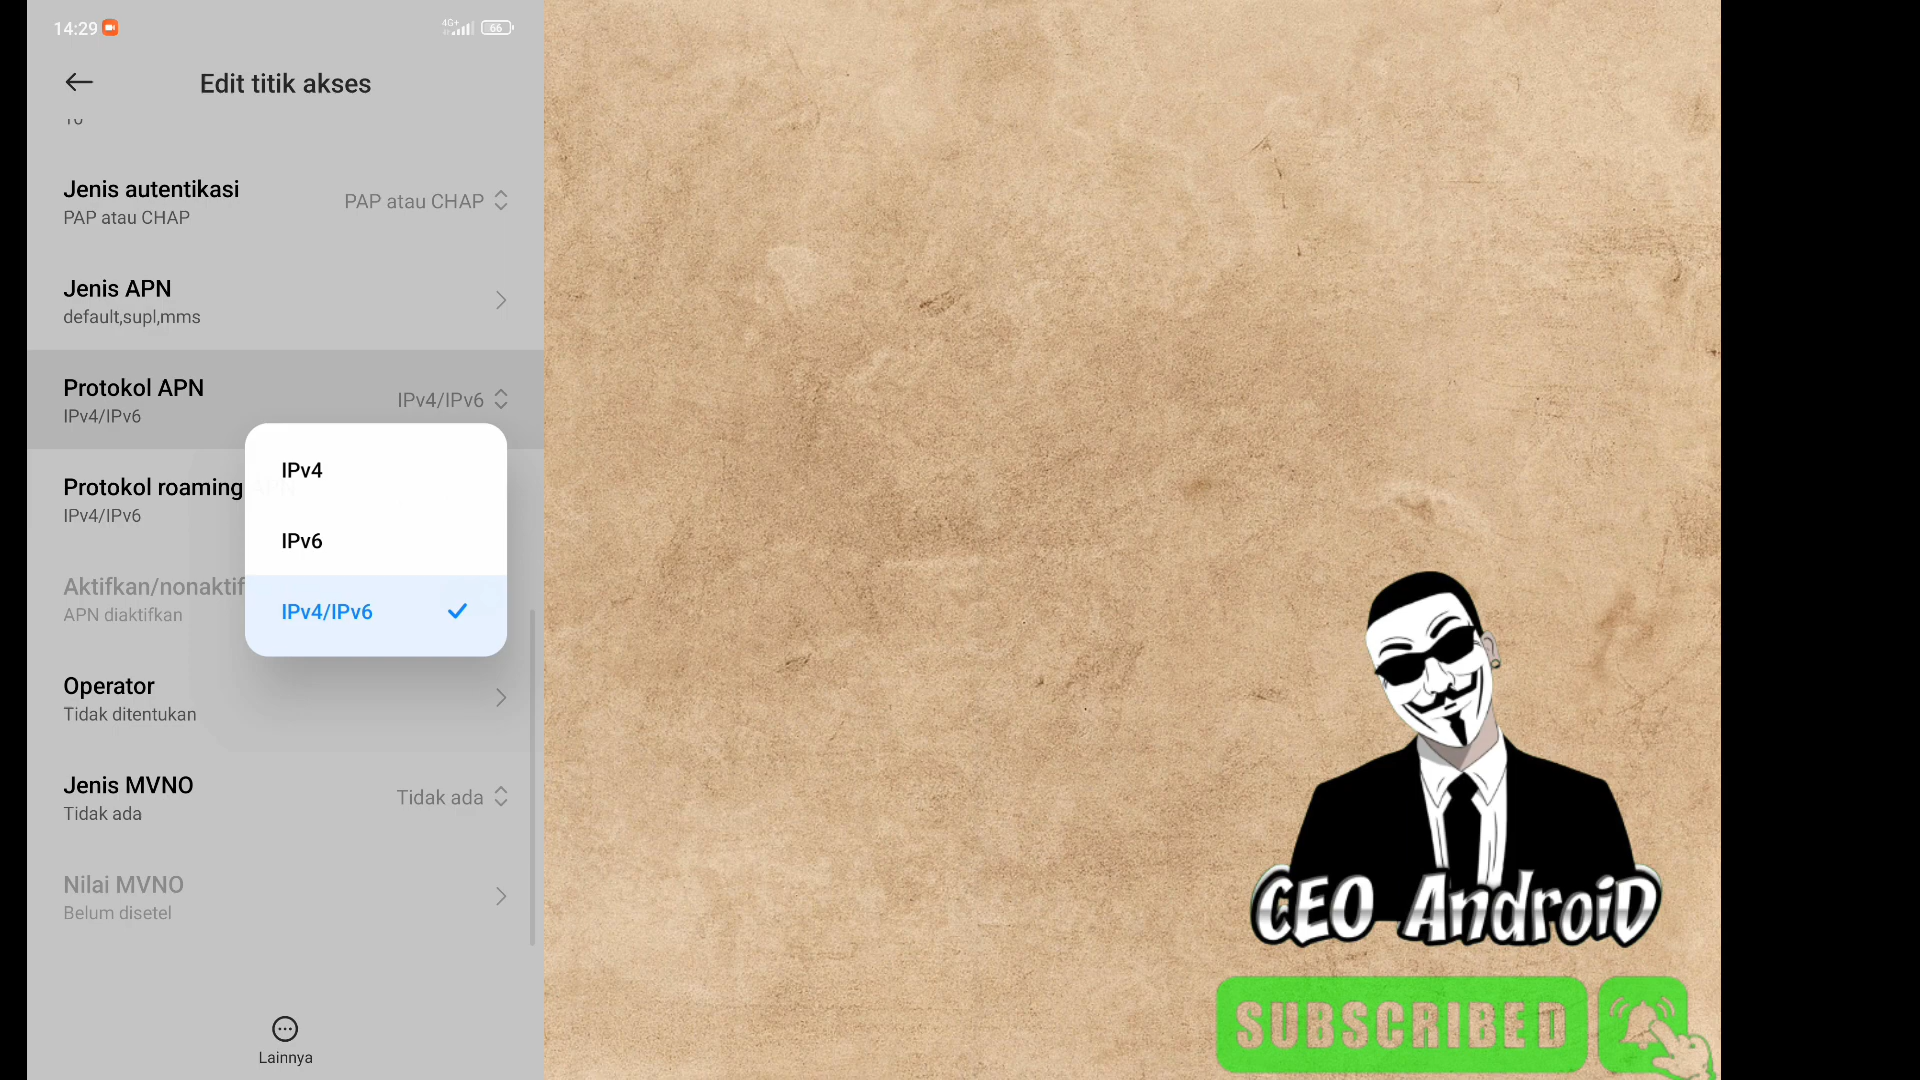 14:29
4G+
66
Edit titik akses
Jenis autentikasi
PAP atau CHAP
PAP atau CHAP
Jenis APN
default,supl,mms
Protokol APN
IPv4/IPv6
IPv4/IPv6
IPv4
IPv6
IPv4/IPv6
Protokol roaming
IPv4/IPv6
Aktifkan/nonaktif
APN diaktifkan
Operator
Tidak ditentukan
Jenis MVNO
Tidak ada
Tidak ada
Nilai MVNO
Belum disetel
Lainnya
CEO AndroiD
SUBSCRIBED